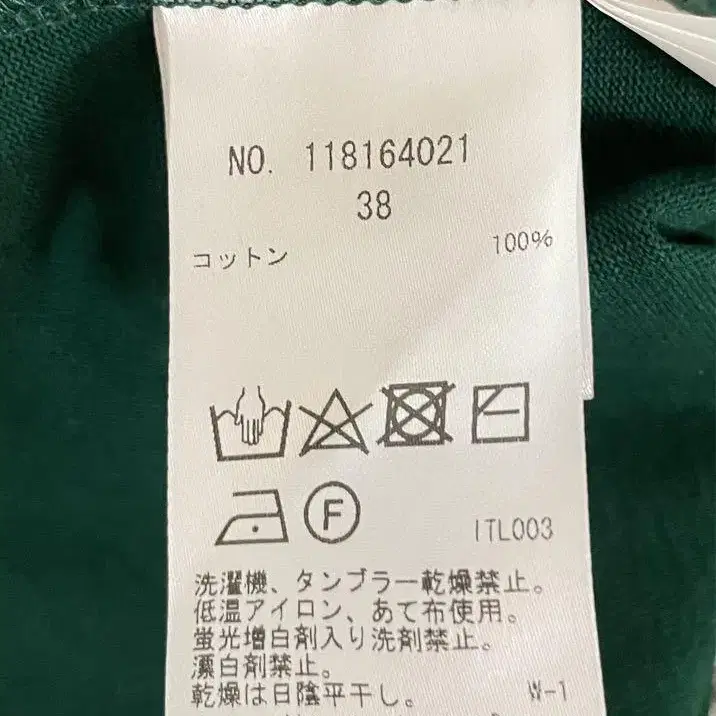 NO. 118164021
38
コットン 100%
F
ITL003
洗濯機、タンブラー乾燥禁止。
低温アイロン、あて布使用。
蛍光増白剤入り洗剤禁止。
漂白剤禁止。
乾燥は日陰平干し。 W-1